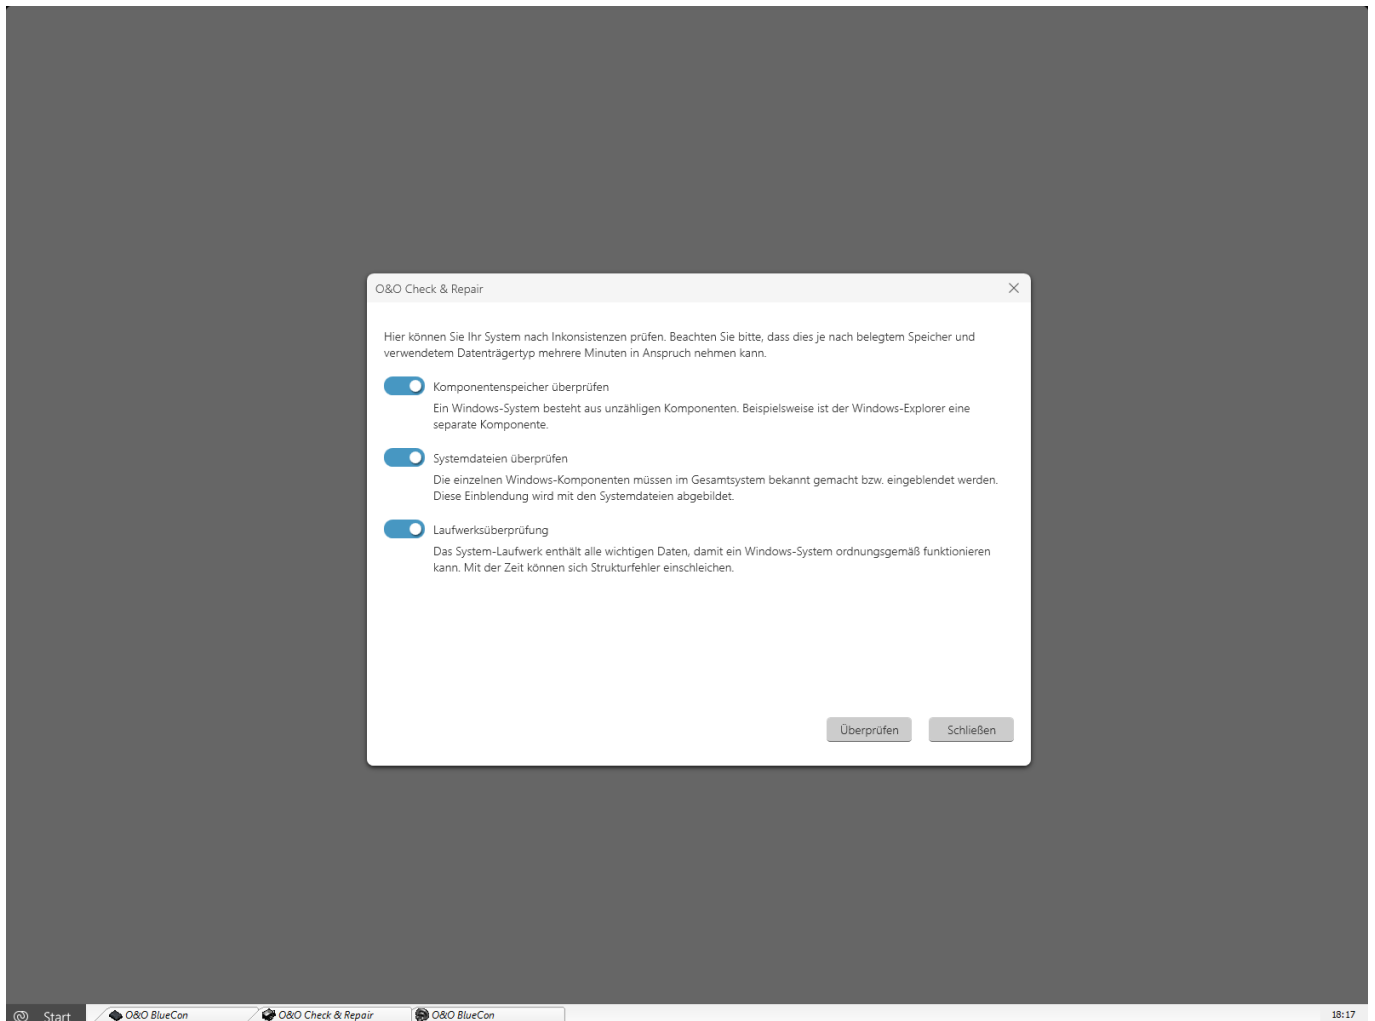 O&O Check & Repair
Hier können Sie Ihr System nach Inkonsistenzen prüfen. Beachten Sie bitte, dass dies je nach belegtem Speicher und
verwendetem Datenträgertyp mehrere Minuten in Anspruch nehmen kann.
Komponentenspeicher überprüfen
Ein Windows-System besteht aus unzähligen Komponenten. Beispielsweise ist der Windows-Explorer eine
separate Komponente.
Systemdateien überprüfen
Die einzelnen Windows-Komponenten müssen im Gesamtsystem bekannt gemacht bzw. eingeblendet werden.
Diese Einblendung wird mit den Systemdateien abgebildet.
Laufwerksüberprüfung
Das System-Laufwerk enthält alle wichtigen Daten, damit ein Windows-System ordnungsgemäß funktionieren
kann. Mit der Zeit können sich Strukturfehler einschleichen.
Überprüfen Schließen
Start O&O BlueCon O&O Check & Repair O&O BlueCon 18:17